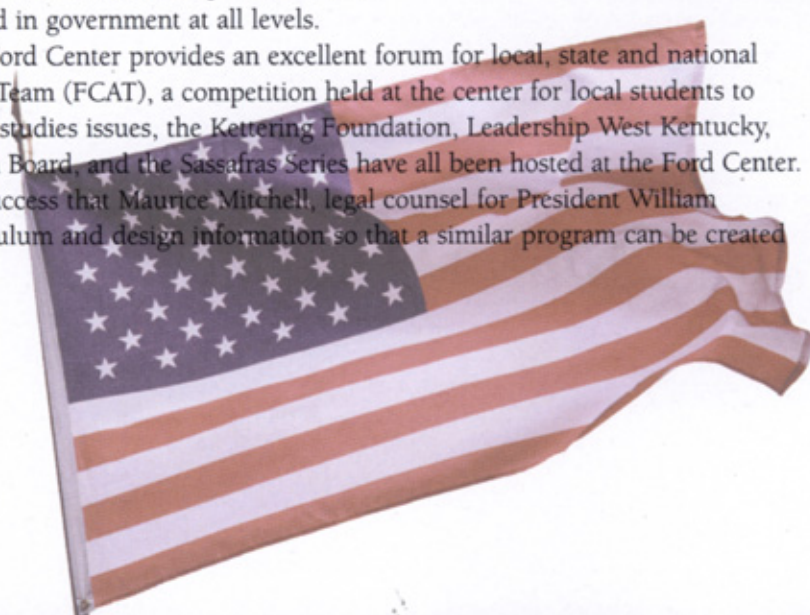 d in government at all levels.
ord Center provides an excellent forum for local, state and national
Team (FCAT), a competition held at the center for local students to
studies issues, the Kettering Foundation, Leadership West Kentucky,
Board, and the Sassafras Series have all been hosted at the Ford Center.
ccess that Maurice Mitchell, legal counsel for President William
ulum and design information so that a similar program can be created